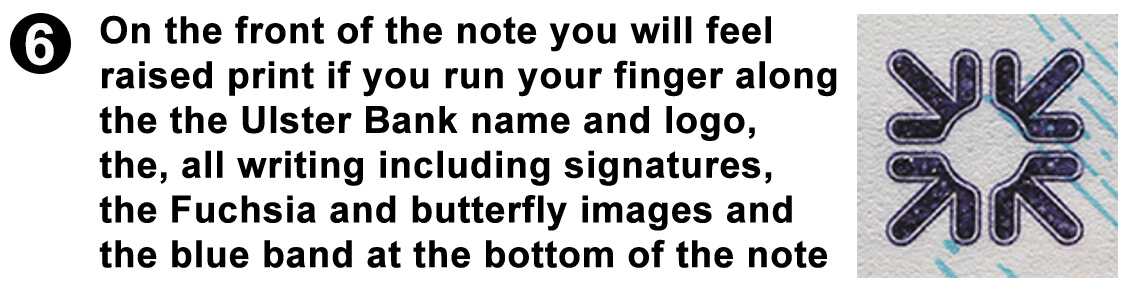 6
On the front of the note you will feel
raised print if you run your finger along
the the Ulster Bank name and logo,
the, all writing including signatures,
the Fuchsia and butterfly images and
the blue band at the bottom of the note